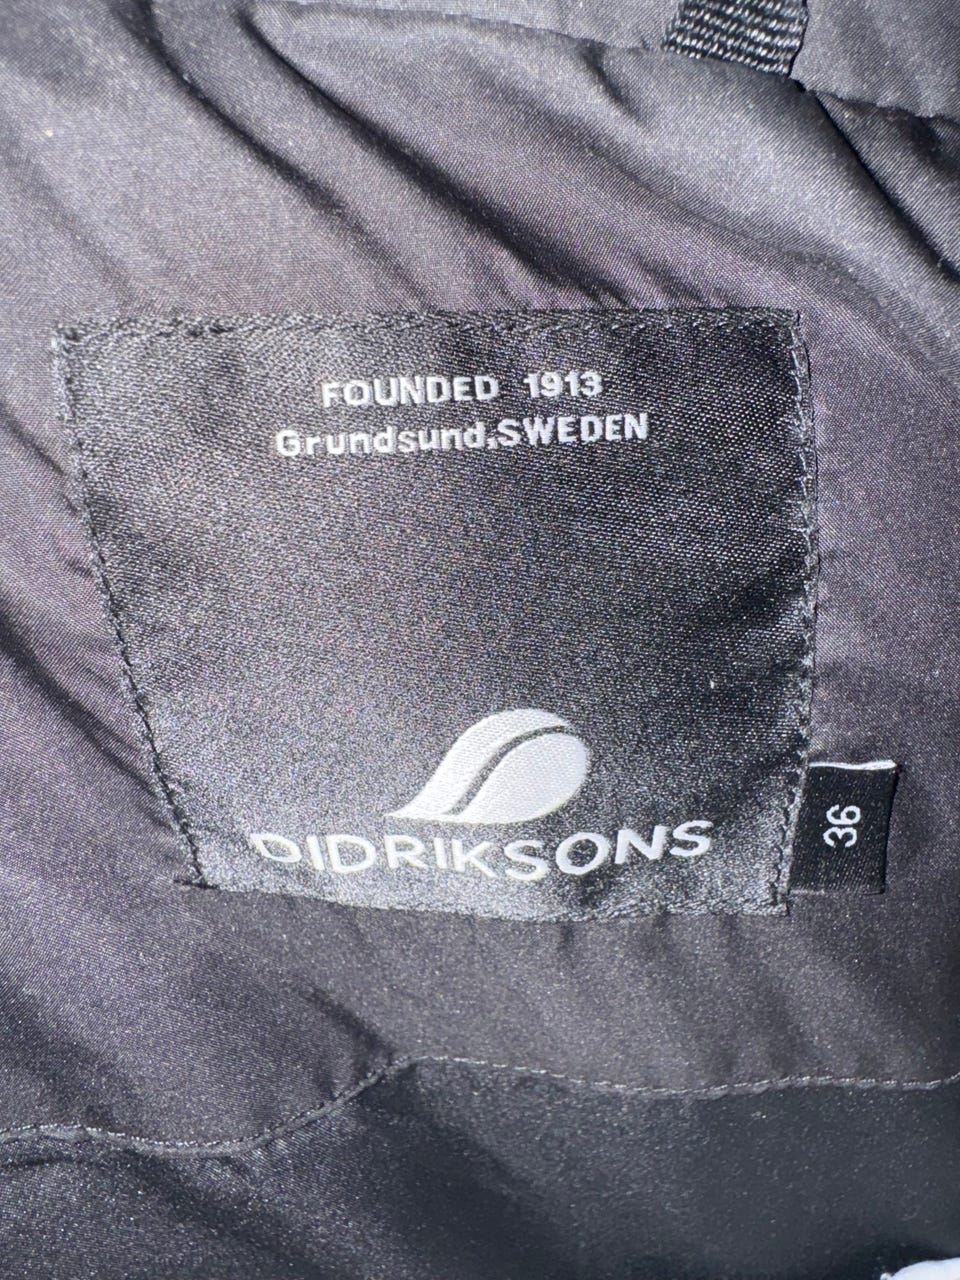 FOUNDED 1913
Grundsund,SWEDEN
DIDRIKSONS
36